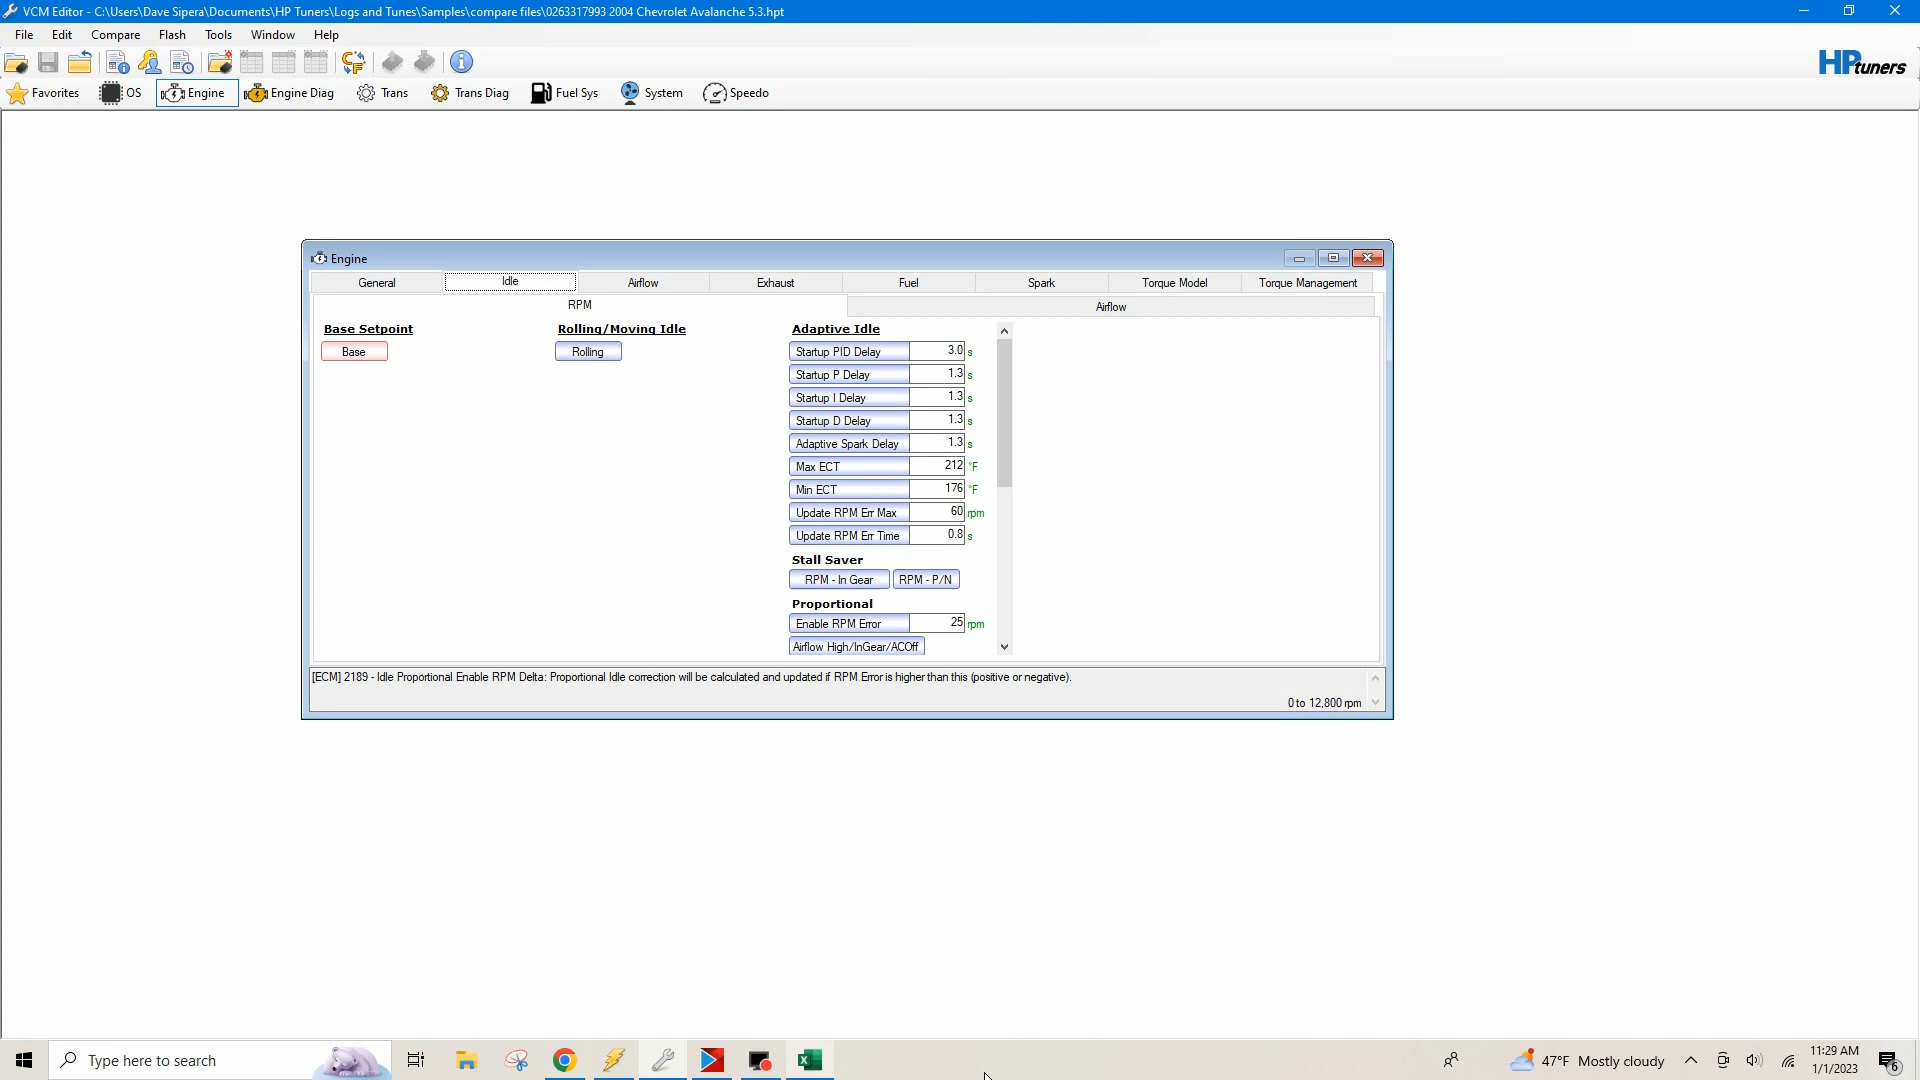 VCM Editor - C:\Users\Dave Sipera\Documents\HP Tuners\Logs and Tunes\Samples\compare files\0263317993 2004 Chevrolet Avalanche 5.3.hpt
File Edit Compare Flash Tools Window Help
HPtuners
Favorites OS Engine Engine Diag Trans Trans Diag Fuel Sys System Speedo
Engine
General Idle Airflow Exhaust Fuel Spark Torque Model Torque Management
RPM Airflow
Base Setpoint Rolling/Moving Idle Adaptive Idle
Base Rolling Startup PID Delay 3.0 s
Startup P Delay 1.3 s
Startup I Delay 1.3 s
Startup D Delay 1.3 s
Adaptive Spark Delay 1.3 s
Max ECT 212 °F
Min ECT 176 °F
Update RPM Err Max 60 rpm
Update RPM Err Time 0.8 s
Stall Saver
RPM - In Gear RPM - P/N
Proportional
Enable RPM Error 25 rpm
Airflow High/InGear/ACOff
[ECM] 2189 - Idle Proportional Enable RPM Delta: Proportional Idle correction will be calculated and updated if RPM Error is higher than this (positive or negative).
0 to 12,800 rpm
Type here to search
47°F Mostly cloudy
11:29 AM
1/1/2023
6